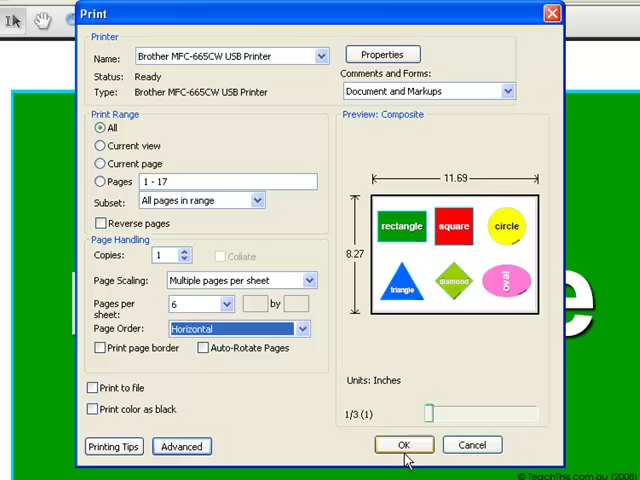 Print
Printer
Name:
Brother MFC-665CW USB Printer
Properties
Status:
Ready
Comments and Forms:
Type:
Brother MFC-665CW USB Printer
Document and Markups
Print Range
Preview: Composite
All
Current view
Current page
Pages
1 - 17
Subset:
All pages in range
Reverse pages
11.69
8.27
rectangle
square
circle
triangle
diamond
oval
Page Handling
Copies:
1
Collate
Page Scaling:
Multiple pages per sheet
Pages per
sheet:
6
by
Page Order:
Horizontal
Print page border
Auto-Rotate Pages
Print to file
Print color as black
Units: Inches
1/3 (1)
Printing Tips
Advanced
OK
Cancel
e
© TeachThis.com.au (2008)